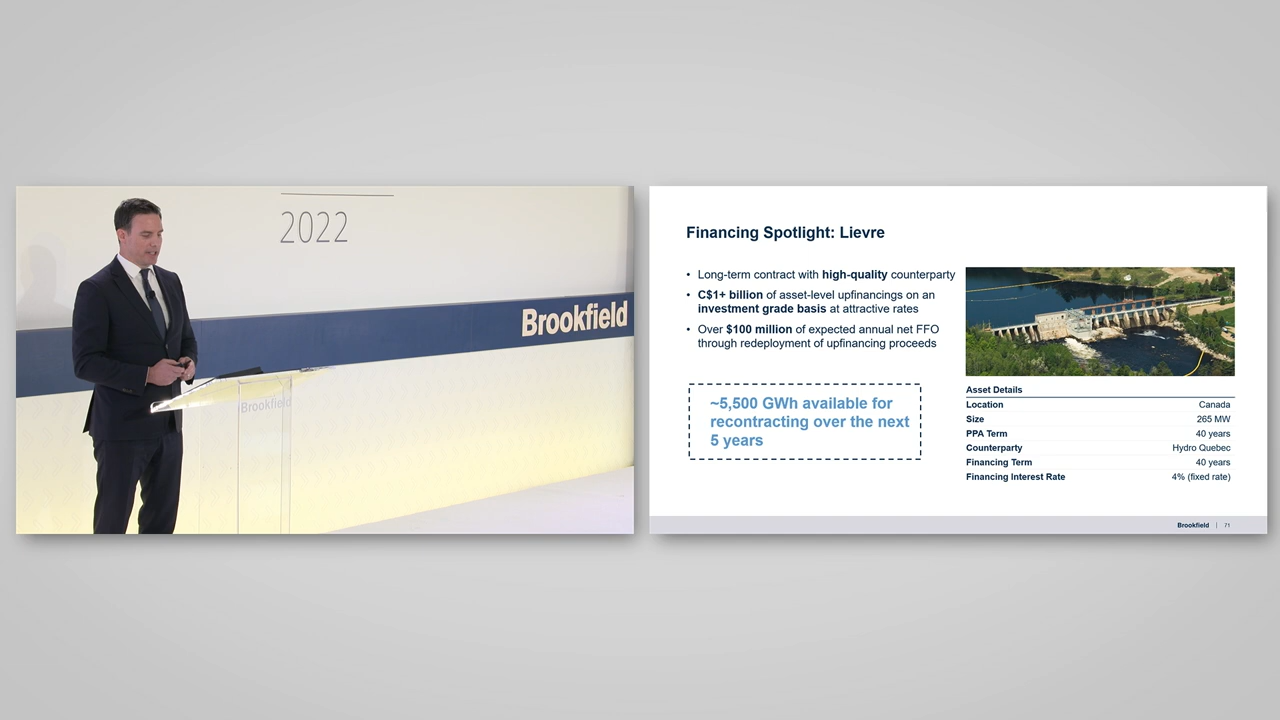 2022
Brookfield
Brookfield
Financing Spotlight: Lievre
• Long-term contract with high-quality counterparty
• C$1+ billion of asset-level upfinancings on an
investment grade basis at attractive rates
• Over $100 million of expected annual net FFO
through redeployment of upfinancing proceeds
~5,500 GWh available for
recontracting over the next
5 years
Asset Details
Location Canada
Size 265 MW
PPA Term 40 years
Counterparty Hydro Quebec
Financing Term 40 years
Financing Interest Rate 4% (fixed rate)
Brookfield | 71